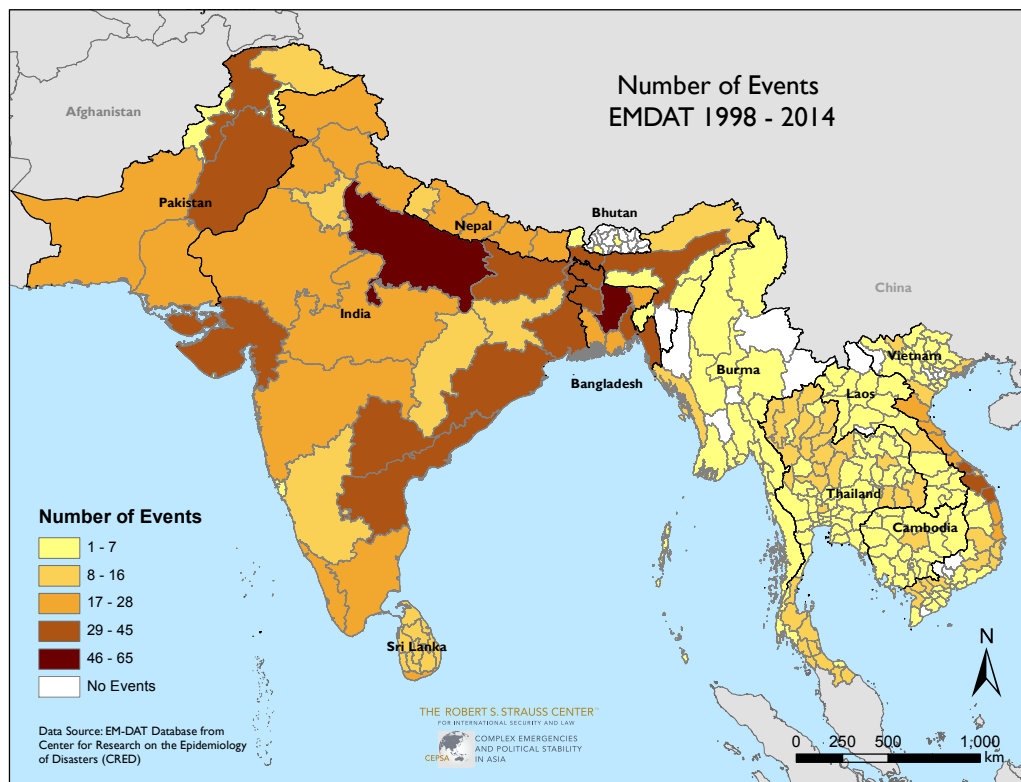 Number of Events
EMDAT 1998 - 2014
Afghanistan
Pakistan
Nepal
Bhutan
China
India
Bangladesh
Burma
Vietnam
Laos
Thailand
Cambodia
Sri Lanka
Number of Events
1 - 7
8 - 16
17 - 28
29 - 45
46 - 65
No Events
Data Source: EM-DAT Database from
Center for Research on the Epidemiology
of Disasters (CRED)
THE ROBERT S. STRAUSS CENTER™
FOR INTERNATIONAL SECURITY AND LAW
CEPSA
COMPLEX EMERGENCIES
AND POLITICAL STABILITY
IN ASIA
N
0 250 500 1,000
km